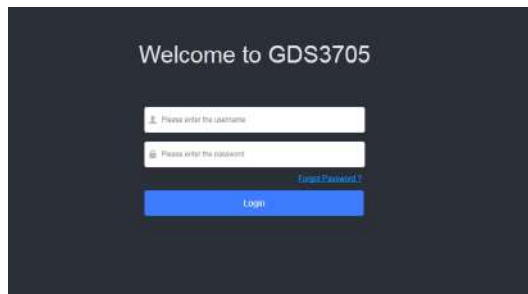 Welcome to GDS3705
Please enter the username
Please enter the password
Forgot Password ?
Login